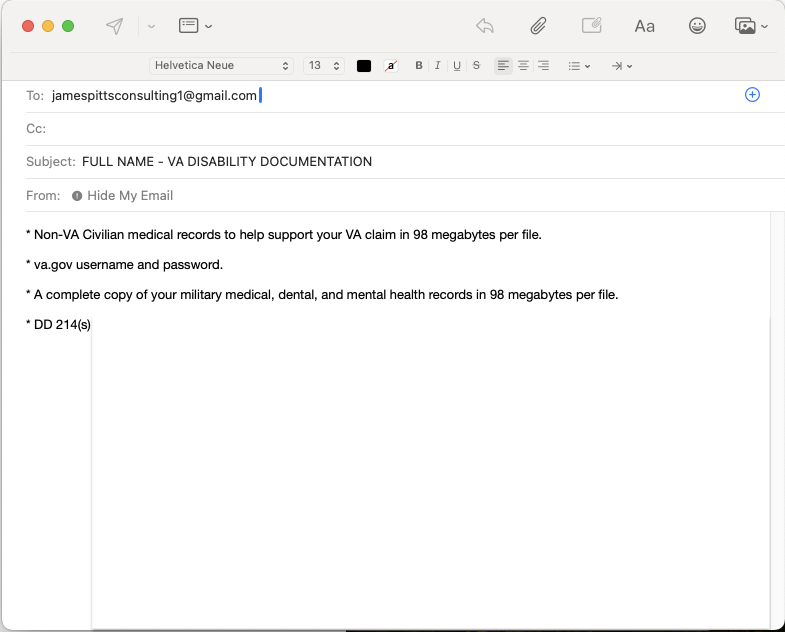 Aa
Helvetica Neue
13
a
B I U S
To: jamespittsconsulting1@gmail.com
Cc:
Subject: FULL NAME - VA DISABILITY DOCUMENTATION
From: ! Hide My Email
* Non-VA Civilian medical records to help support your VA claim in 98 megabytes per file.
* va.gov username and password.
* A complete copy of your military medical, dental, and mental health records in 98 megabytes per file.
* DD 214(s)